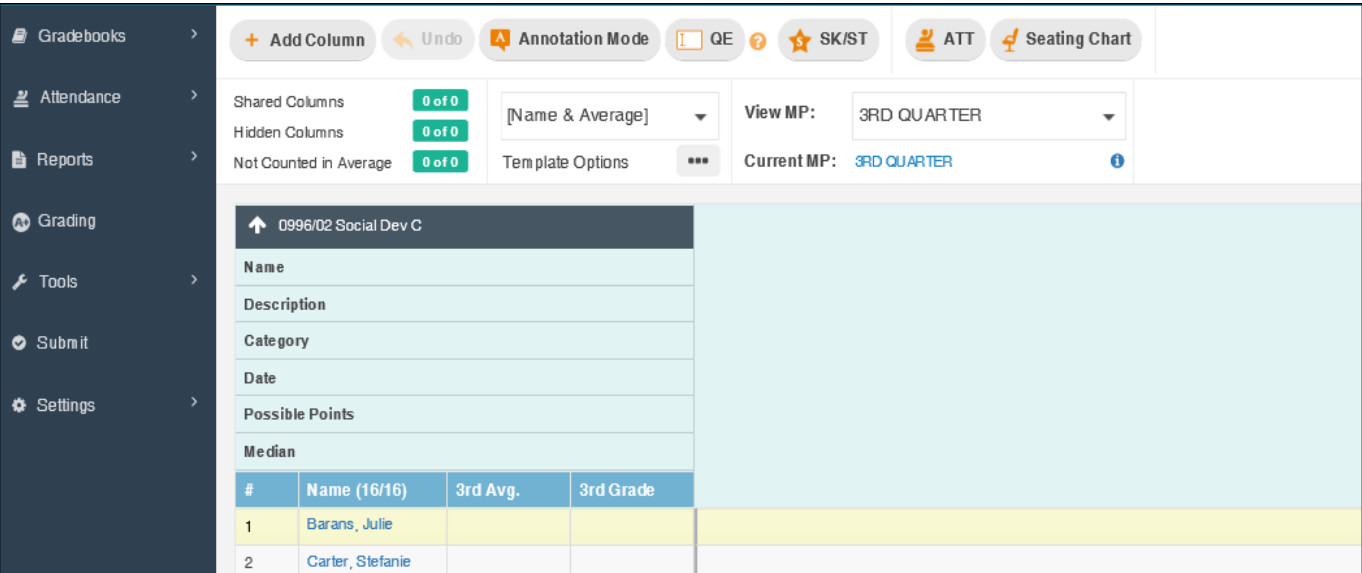 Gradebooks
Attendance
Reports
Grading
Tools
Submit
Settings
+ Add Column Undo A Annotation Mode QE ? S SK/ST ATT Seating Chart
Shared Columns 0 of 0
Hidden Columns 0 of 0
Not Counted in Average 0 of 0
[Name & Average]
Template Options
View MP: 3RD QUARTER
Current MP: 3RD QUARTER
0996/02 Social Dev C
Name
Description
Category
Date
Possible Points
Median
# Name (16/16) 3rd Avg. 3rd Grade
1 Barans, Julie
2 Carter, Stefanie